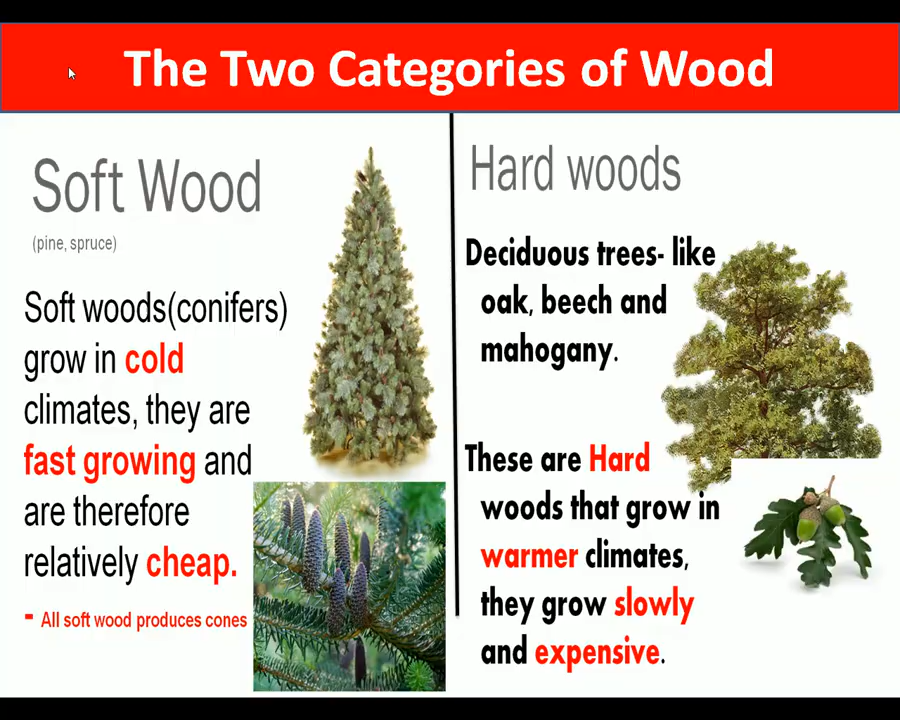 The Two Categories of Wood
Soft Wood
(pine, spruce)
Soft woods(conifers)
grow in cold
climates, they are
fast growing and
are therefore
relatively cheap.
- All soft wood produces cones
Hard woods
Deciduous trees- like
oak, beech and
mahogany.
These are Hard
woods that grow in
warmer climates,
they grow slowly
and expensive.